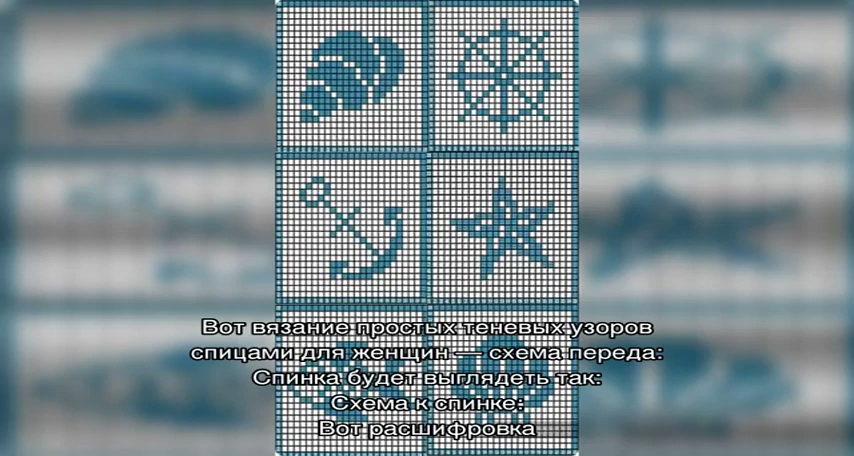 Вот вязание простых теневых узоров
спицами для женщин — схема переда:
Спинка будет выглядеть так:
Схема к спинке:
Вот расшифровка